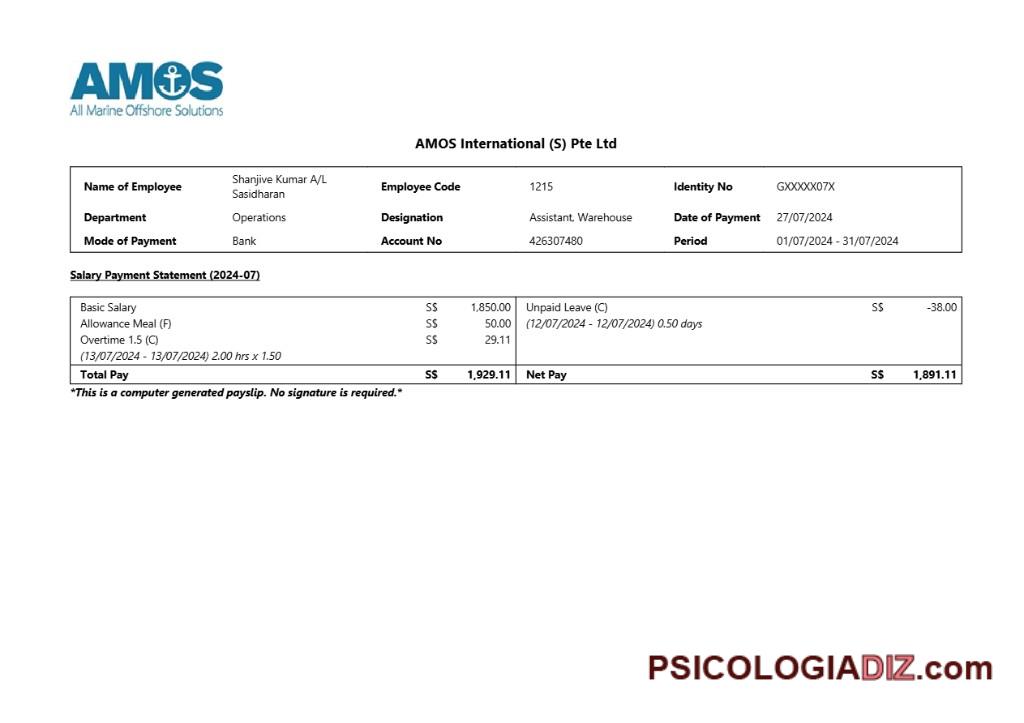 AMOS
All Marine Offshore Solutions
AMOS International (S) Pte Ltd
Name of Employee Shanjive Kumar A/L Sasidharan Employee Code 1215 Identity No GXXXXX07X
Department Operations Designation Assistant, Warehouse Date of Payment 27/07/2024
Mode of Payment Bank Account No 426307480 Period 01/07/2024 - 31/07/2024
Salary Payment Statement (2024-07)
Basic Salary S$ 1,850.00 Unpaid Leave (C) S$ -38.00
Allowance Meal (F) S$ 50.00 (12/07/2024 - 12/07/2024) 0.50 days
Overtime 1.5 (C) S$ 29.11
(13/07/2024 - 13/07/2024) 2.00 hrs x 1.50
Total Pay S$ 1,929.11 Net Pay S$ 1,891.11
*This is a computer generated payslip. No signature is required.*
PSICOLOGIADIZ.com